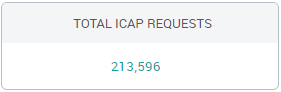 TOTAL ICAP REQUESTS
213,596